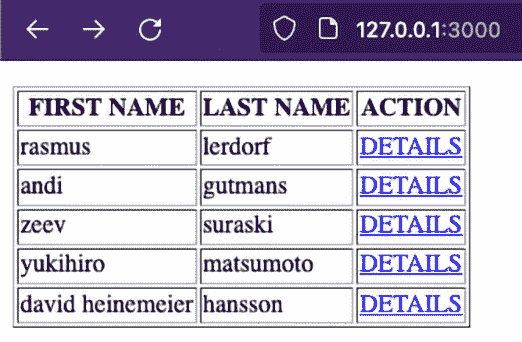 127.0.0.1:3000
FIRST NAME LAST NAME ACTION
rasmus lerdorf DETAILS
andi gutmans DETAILS
zeev suraski DETAILS
yukihiro matsumoto DETAILS
david heinemeier hansson DETAILS